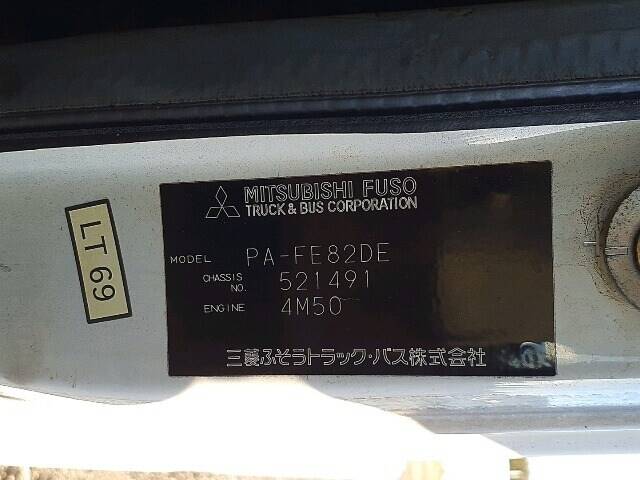 MITSUBISHI FUSO
TRUCK & BUS CORPORATION
MODEL PA-FE82DE
CHASSIS NO. 521491
ENGINE 4M50
三菱ふそうトラック・バス株式会社
LT 69